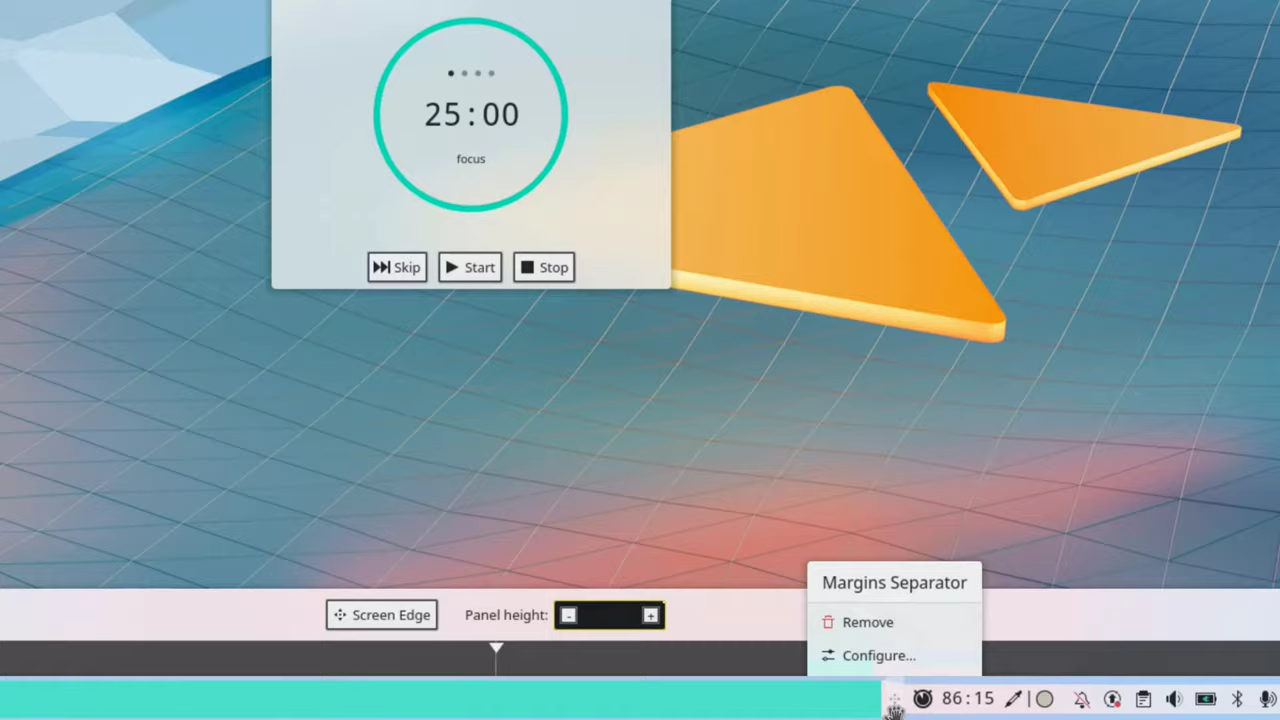 25:00
focus
Skip
Start
Stop
Margins Separator
Screen Edge
Panel height:
-
+
Remove
Configure...
86:15